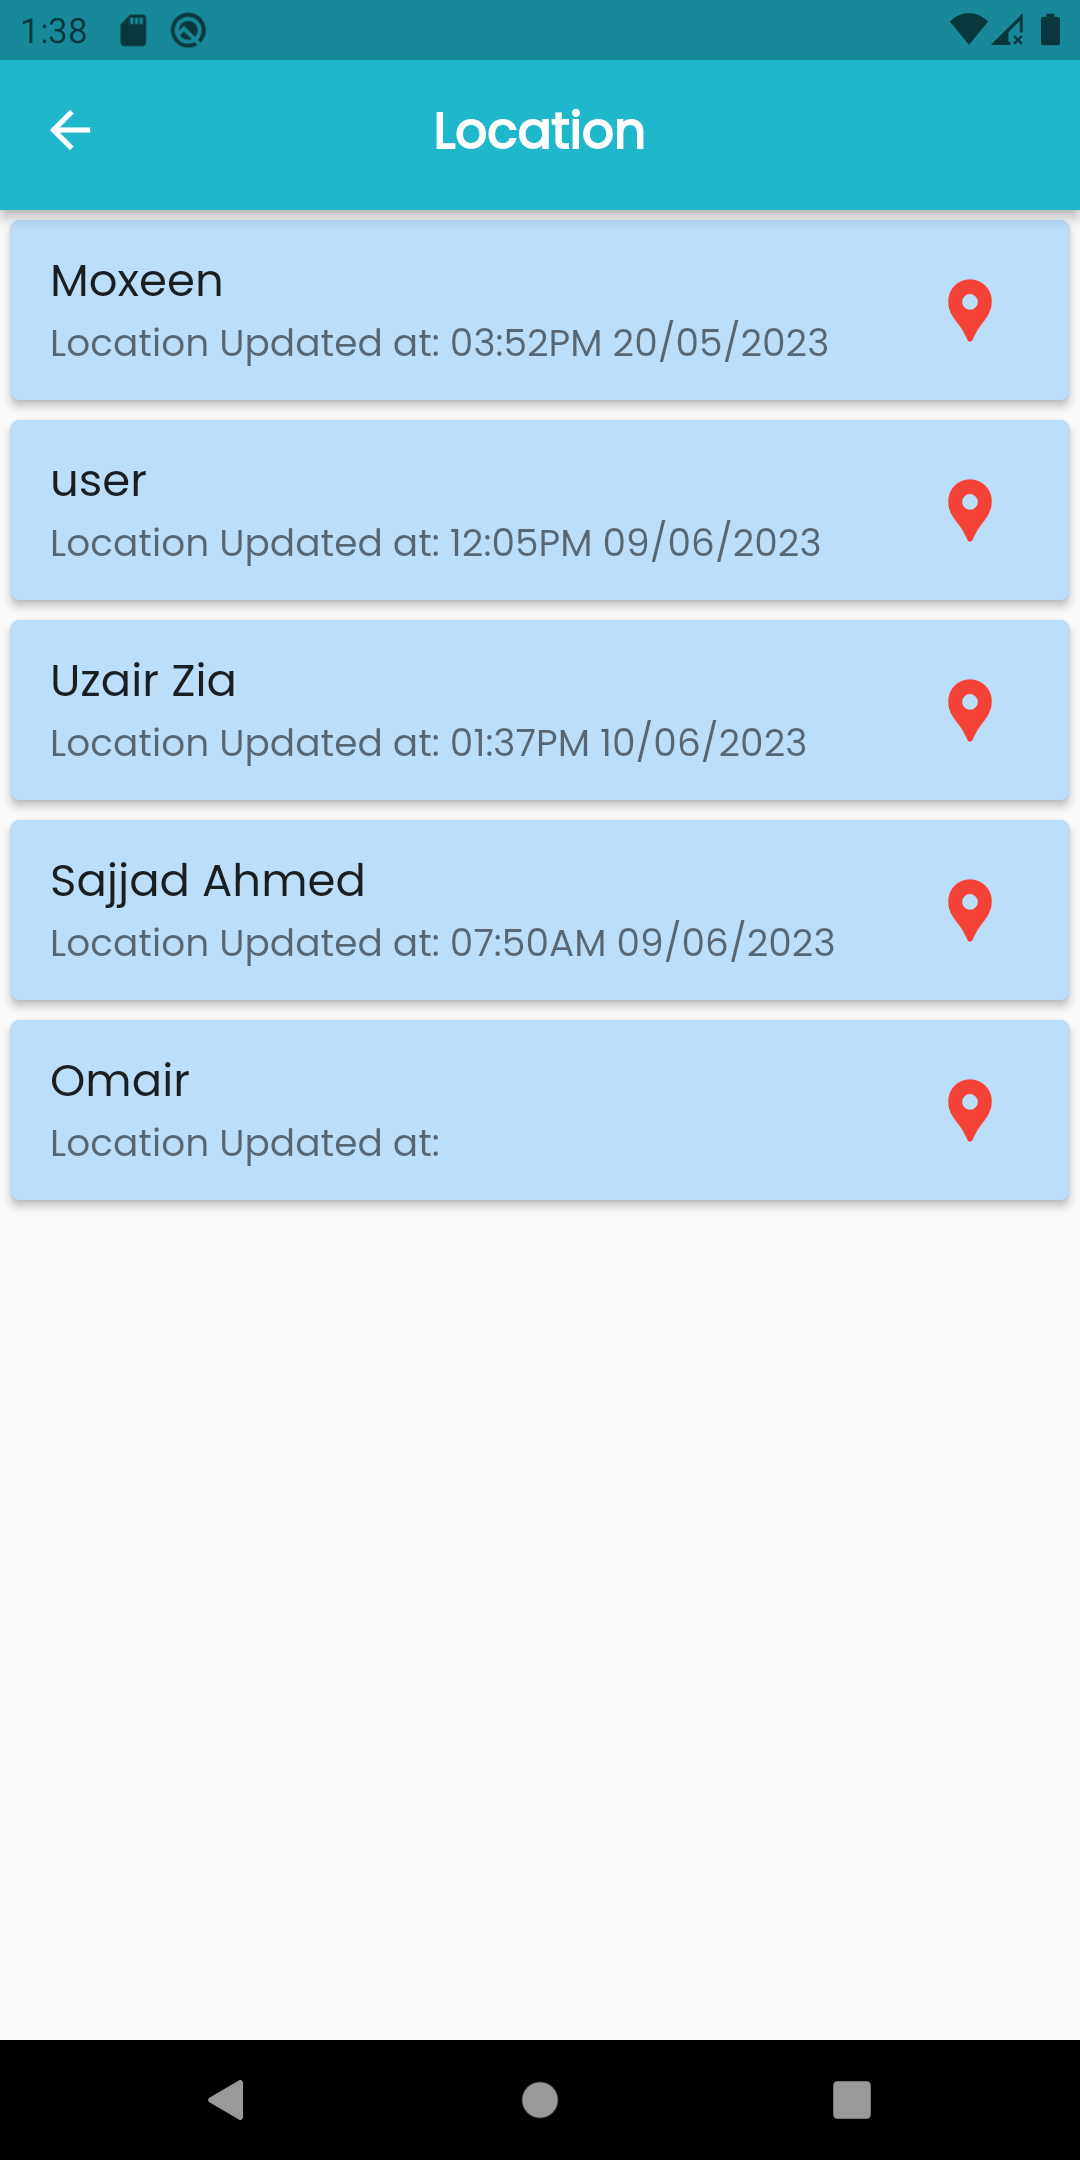 1:38
Location
Moxeen
Location Updated at: 03:52PM 20/05/2023
user
Location Updated at: 12:05PM 09/06/2023
Uzair Zia
Location Updated at: 01:37PM 10/06/2023
Sajjad Ahmed
Location Updated at: 07:50AM 09/06/2023
Omair
Location Updated at: